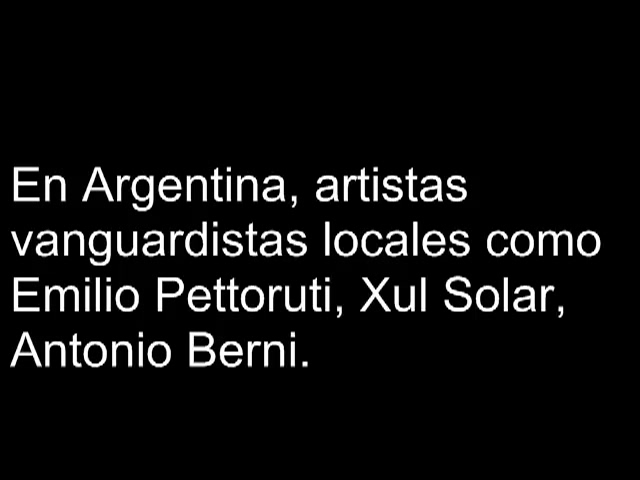 En Argentina, artistas
vanguardistas locales como
Emilio Pettoruti, Xul Solar,
Antonio Berni.